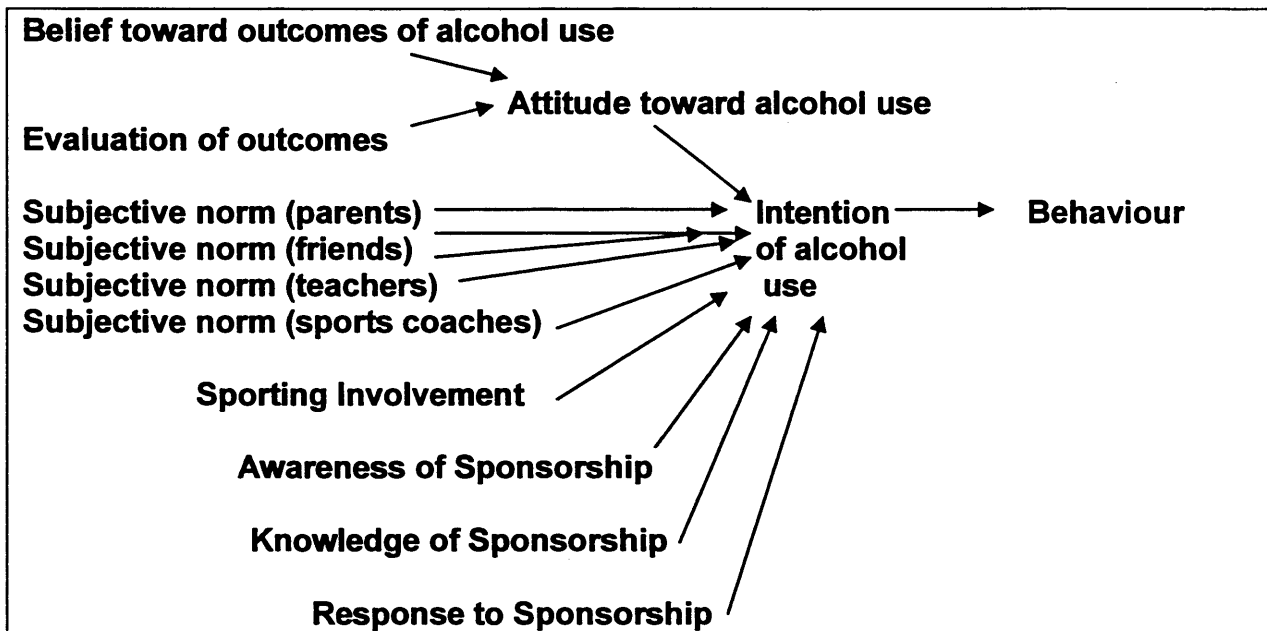 Belief toward outcomes of alcohol use
Attitude toward alcohol use
Evaluation of outcomes
Subjective norm (parents)
Subjective norm (friends)
Subjective norm (teachers)
Subjective norm (sports coaches)
Intention
of alcohol
use
Behaviour
Sporting Involvement
Awareness of Sponsorship
Knowledge of Sponsorship
Response to Sponsorship